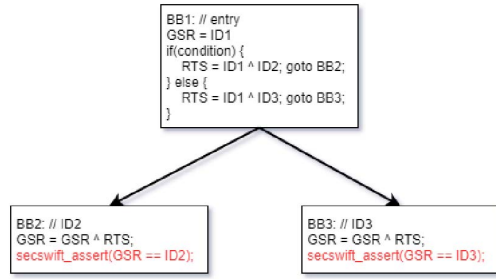 BB1: // entry
GSR = ID1
if(condition) {
RTS = ID1 ^ ID2; goto BB2;
} else {
RTS = ID1 ^ ID3; goto BB3;
}
BB2: // ID2
GSR = GSR ^ RTS;
secswift_assert(GSR == ID2);
BB3: // ID3
GSR = GSR ^ RTS;
secswift_assert(GSR == ID3);